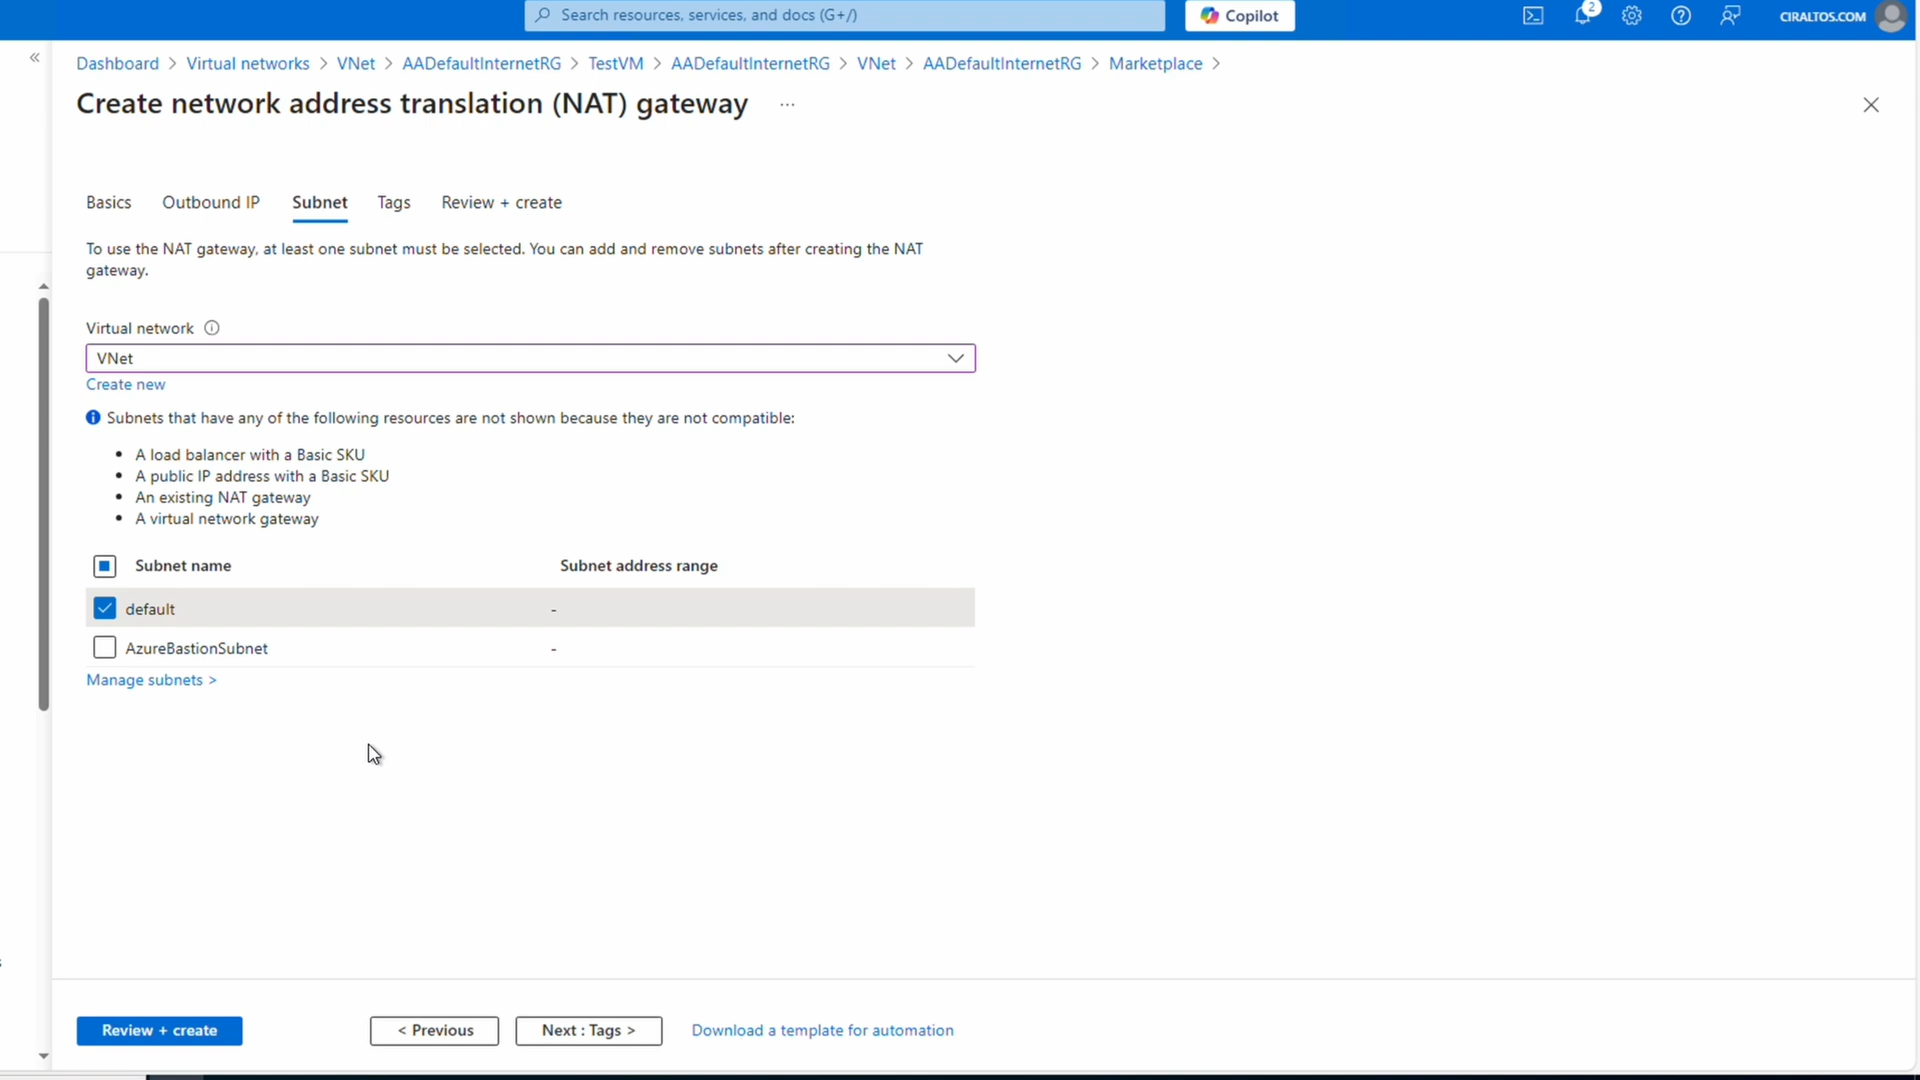 Search resources, services, and docs (G+/)
Copilot
2
CIRALTOS.COM
Dashboard > Virtual networks > VNet > AADefaultInternetRG > TestVM > AADefaultInternetRG > VNet > AADefaultInternetRG > Marketplace >
Create network address translation (NAT) gateway ...
Basics Outbound IP Subnet Tags Review + create
To use the NAT gateway, at least one subnet must be selected. You can add and remove subnets after creating the NAT
gateway.
Virtual network
VNet
Create new
Subnets that have any of the following resources are not shown because they are not compatible:
• A load balancer with a Basic SKU
• A public IP address with a Basic SKU
• An existing NAT gateway
• A virtual network gateway
Subnet name Subnet address range
default -
AzureBastionSubnet -
Manage subnets >
Review + create < Previous Next : Tags > Download a template for automation